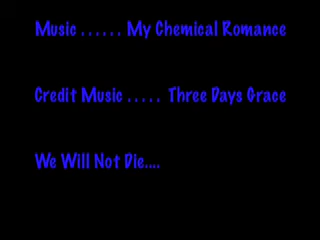 Music . . . . . . My Chemical Romance
Credit Music . . . . . Three Days Grace
We Will Not Die....